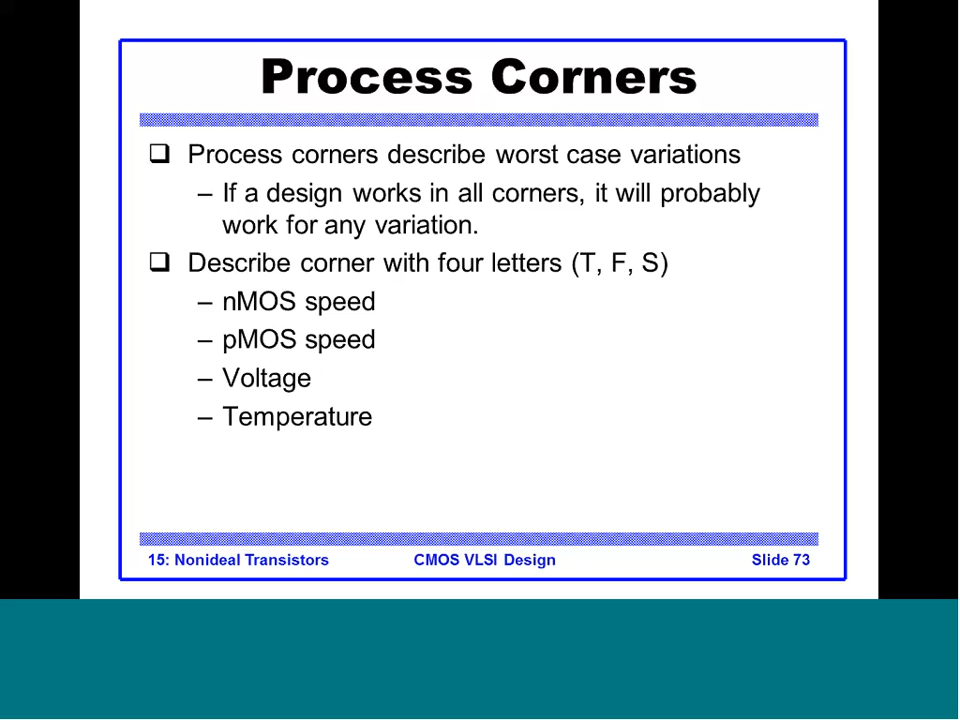 Process Corners
❑ Process corners describe worst case variations
– If a design works in all corners, it will probably
work for any variation.
❑ Describe corner with four letters (T, F, S)
– nMOS speed
– pMOS speed
– Voltage
– Temperature
15: Nonideal Transistors CMOS VLSI Design Slide 73